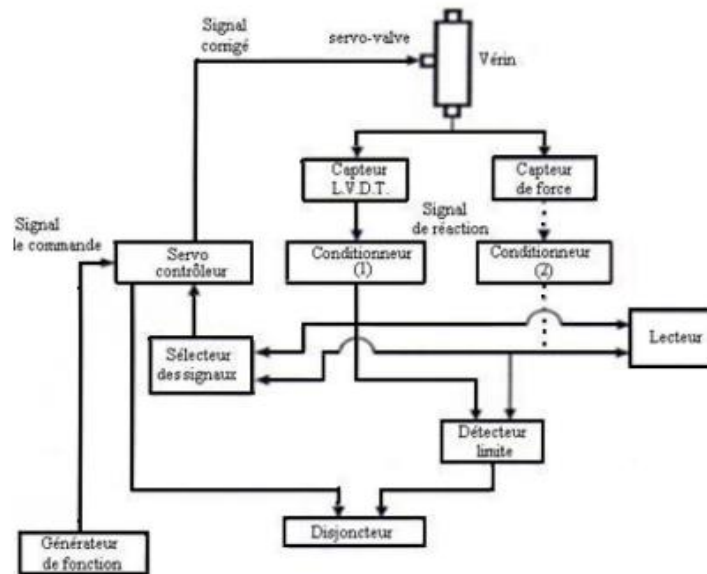 Signal
corrigé
servo-valve
Vérin
Capteur
L.V.D.T.
Capteur
de force
Signal
de réaction
Signal
le commande
Servo
contrôleur
Conditionneur
(1)
Conditionneur
(2)
Sélecteur
des signaux
Lecteur
Détecteur
limite
Disjoncteur
Générateur
de fonction